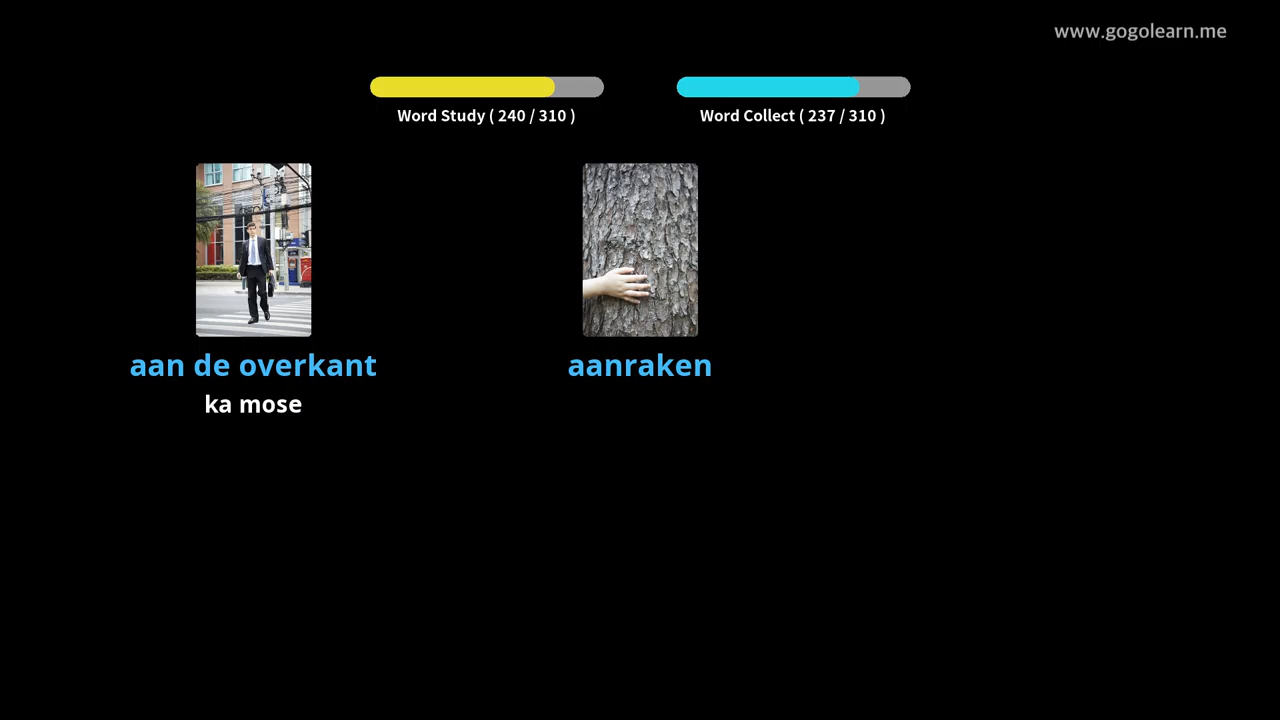 www.gogolearn.me
Word Study ( 240 / 310 )
Word Collect ( 237 / 310 )
aan de overkant
ka mose
aanraken